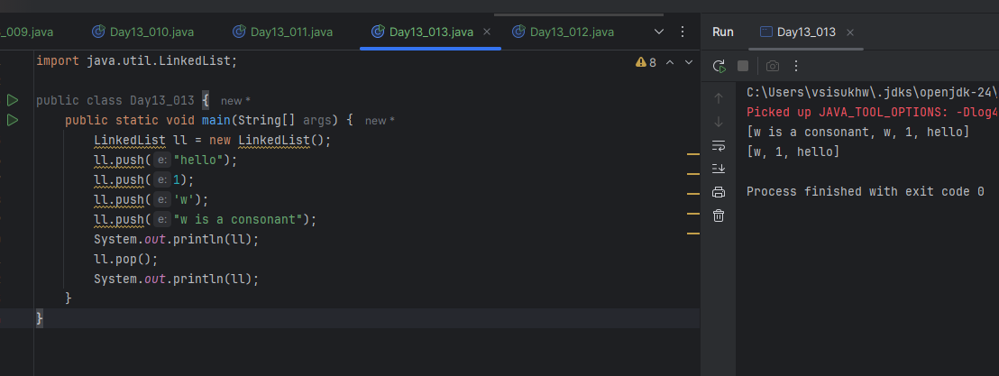 _009.java Day13_010.java Day13_011.java Day13_013.java Day13_012.java Run Day13_013
import java.util.LinkedList; 8
public class Day13_013 { new *
public static void main(String[] args) { new *
LinkedList ll = new LinkedList();
ll.push( e: "hello");
ll.push( e: 1);
ll.push( e: 'w');
ll.push( e: "w is a consonant");
System.out.println(ll);
ll.pop();
System.out.println(ll);
}
}
C:\Users\vsisukhw\.jdks\openjdk-24\
Picked up JAVA_TOOL_OPTIONS: -Dlog4
[w is a consonant, w, 1, hello]
[w, 1, hello]
Process finished with exit code 0